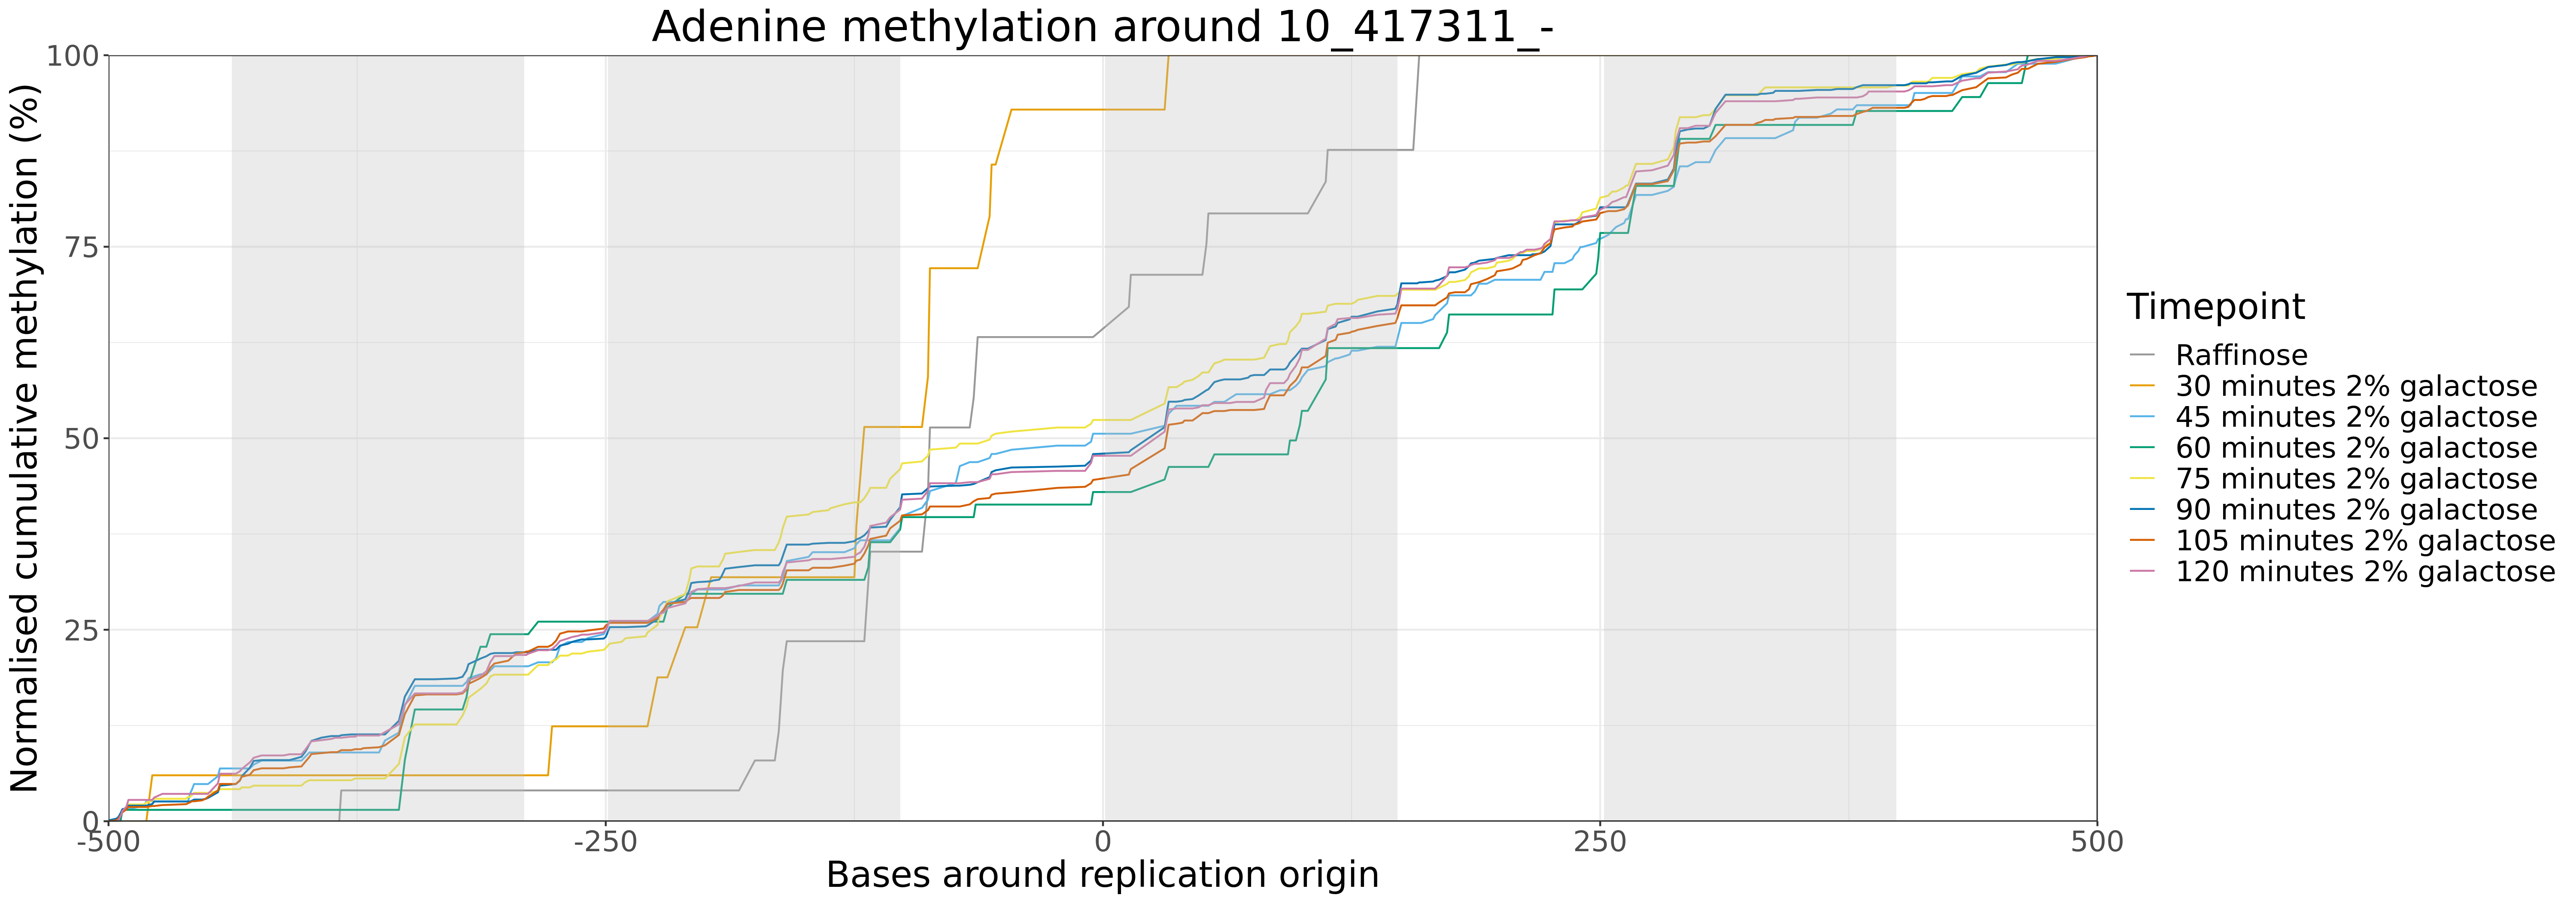 Adenine methylation around 10_417311_-
Normalised cumulative methylation (%)
100
75
50
25
0
-500
-250
0
250
500
Bases around replication origin
Timepoint
Raffinose
30 minutes 2% galactose
45 minutes 2% galactose
60 minutes 2% galactose
75 minutes 2% galactose
90 minutes 2% galactose
105 minutes 2% galactose
120 minutes 2% galactose